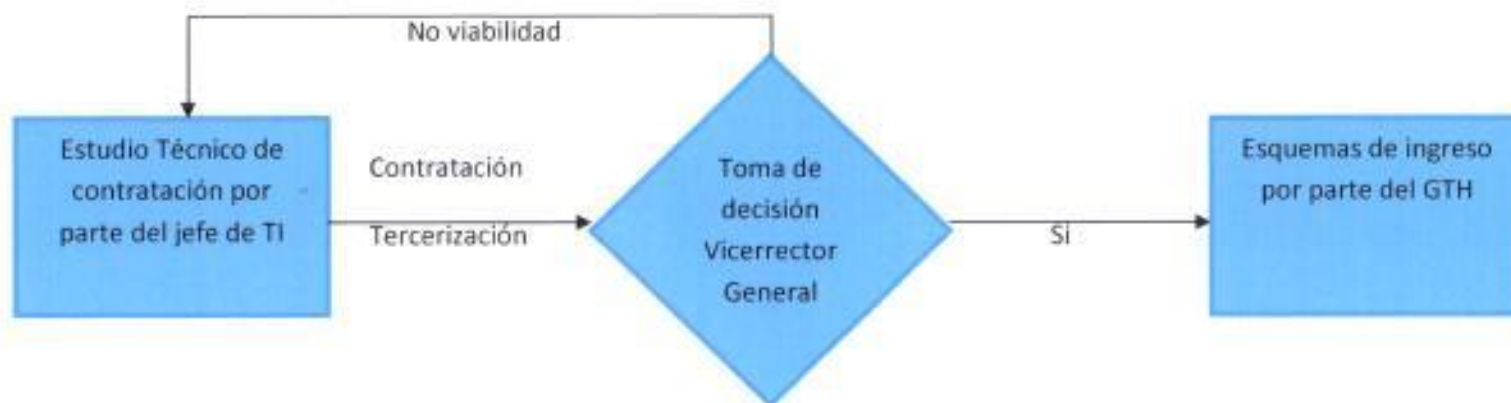 No viabilidad
Estudio Técnico de
contratación por
parte del jefe de TI
Contratación
Tercerización
Toma de
decisión
Vicerrector
General
Si
Esquemas de ingreso
por parte del GTH